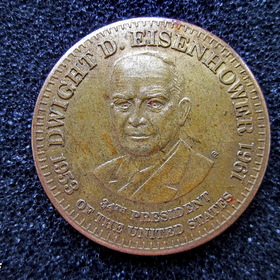 DWIGHT D. EISENHOWER
1953
1961
34TH PRESIDENT
OF THE UNITED STATES